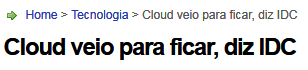 Home > Tecnologia > Cloud veio para ficar, diz IDC
Cloud veio para ficar, diz IDC